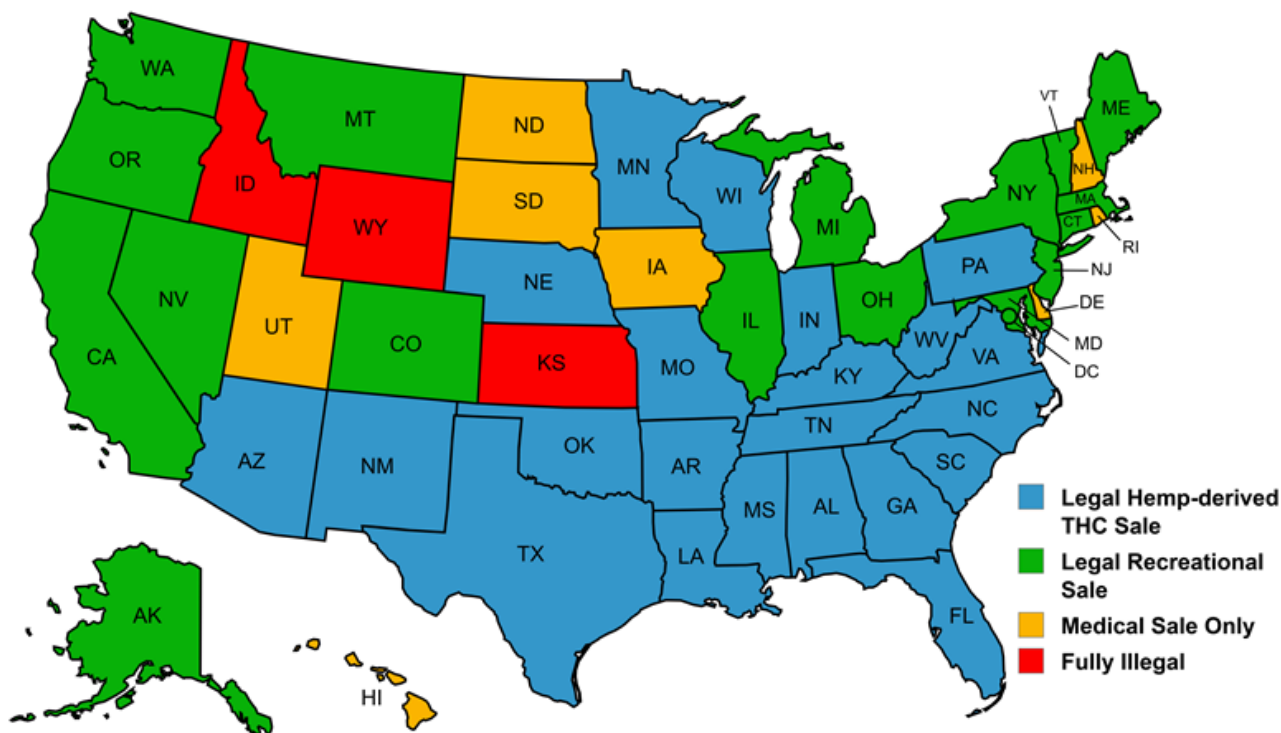 WA
MT
ND
MN
VT
ME
OR
ID
SD
WI
NY
NH
MA
WY
MI
CT
RI
IA
NE
PA
NJ
NV
UT
CO
IL
IN
OH
DE
CA
KS
MO
WV
VA
MD
DC
KY
NC
TN
AZ
NM
OK
AR
SC
MS
AL
GA
TX
LA
FL
AK
HI
Legal Hemp-derived
THC Sale
Legal Recreational
Sale
Medical Sale Only
Fully Illegal